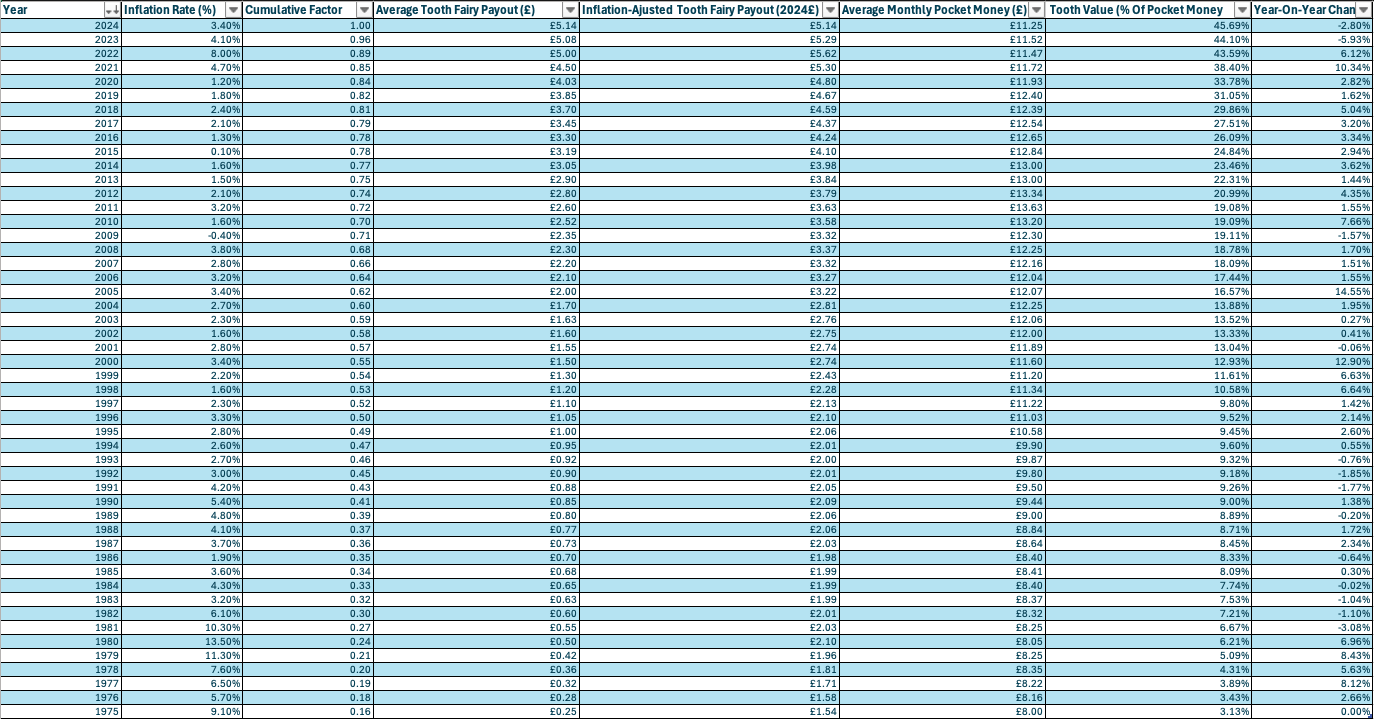 Year Inflation Rate (%) Cumulative Factor Average Tooth Fairy Payout (£) Inflation-Ajusted Tooth Fairy Payout (2024£) Average Monthly Pocket Money (£) Tooth Value (% Of Pocket Money Year-On-Year Chan
2024 3.40% 1.00 £5.14 £5.14 £11.25 45.69% -2.80%
2023 4.10% 0.96 £5.08 £5.29 £11.52 44.10% -5.93%
2022 8.00% 0.89 £5.00 £5.62 £11.47 43.59% 6.12%
2021 4.70% 0.85 £4.50 £5.30 £11.72 38.40% 10.34%
2020 1.20% 0.84 £4.03 £4.80 £11.93 33.78% 2.82%
2019 1.80% 0.82 £3.85 £4.67 £12.40 31.05% 1.62%
2018 2.40% 0.81 £3.70 £4.59 £12.39 29.86% 5.04%
2017 2.10% 0.79 £3.45 £4.37 £12.54 27.51% 3.20%
2016 1.30% 0.78 £3.30 £4.24 £12.65 26.09% 3.34%
2015 0.10% 0.78 £3.19 £4.10 £12.84 24.84% 2.94%
2014 1.60% 0.77 £3.05 £3.98 £13.00 23.46% 3.62%
2013 1.50% 0.75 £2.90 £3.84 £13.00 22.31% 1.44%
2012 2.10% 0.74 £2.80 £3.79 £13.34 20.99% 4.35%
2011 3.20% 0.72 £2.60 £3.63 £13.63 19.08% 1.55%
2010 1.60% 0.70 £2.52 £3.58 £13.20 19.09% 7.66%
2009 -0.40% 0.71 £2.35 £3.32 £12.30 19.11% -1.57%
2008 3.80% 0.68 £2.30 £3.37 £12.25 18.78% 1.70%
2007 2.80% 0.66 £2.20 £3.32 £12.16 18.09% 1.51%
2006 3.20% 0.64 £2.10 £3.27 £12.04 17.44% 1.55%
2005 3.40% 0.62 £2.00 £3.22 £12.07 16.57% 14.55%
2004 2.70% 0.60 £1.70 £2.81 £12.25 13.88% 1.95%
2003 2.30% 0.59 £1.63 £2.76 £12.06 13.52% 0.27%
2002 1.60% 0.58 £1.60 £2.75 £12.00 13.33% 0.41%
2001 2.80% 0.57 £1.55 £2.74 £11.89 13.04% -0.06%
2000 3.40% 0.55 £1.50 £2.74 £11.60 12.93% 12.90%
1999 2.20% 0.54 £1.30 £2.43 £11.20 11.61% 6.63%
1998 1.60% 0.53 £1.20 £2.28 £11.34 10.58% 6.64%
1997 2.30% 0.52 £1.10 £2.13 £11.22 9.80% 1.42%
1996 3.30% 0.50 £1.05 £2.10 £11.03 9.52% 2.14%
1995 2.80% 0.49 £1.00 £2.06 £10.58 9.45% 2.60%
1994 2.60% 0.47 £0.95 £2.01 £9.90 9.60% 0.55%
1993 2.70% 0.46 £0.92 £2.00 £9.87 9.32% -0.76%
1992 3.00% 0.45 £0.90 £2.01 £9.80 9.18% -1.85%
1991 4.20% 0.43 £0.88 £2.05 £9.50 9.26% -1.77%
1990 5.40% 0.41 £0.85 £2.09 £9.44 9.00% 1.38%
1989 4.80% 0.39 £0.80 £2.06 £9.00 8.89% -0.20%
1988 4.10% 0.37 £0.77 £2.06 £8.84 8.71% 1.72%
1987 3.70% 0.36 £0.73 £2.03 £8.64 8.45% 2.34%
1986 1.90% 0.35 £0.70 £1.98 £8.40 8.33% -0.64%
1985 3.60% 0.34 £0.68 £1.99 £8.41 8.09% 0.30%
1984 4.30% 0.33 £0.65 £1.99 £8.40 7.74% -0.02%
1983 3.20% 0.32 £0.63 £1.99 £8.37 7.53% -1.04%
1982 6.10% 0.30 £0.60 £2.01 £8.32 7.21% -1.10%
1981 10.30% 0.27 £0.55 £2.03 £8.25 6.67% -3.08%
1980 13.50% 0.24 £0.50 £2.10 £8.05 6.21% 6.96%
1979 11.30% 0.21 £0.42 £1.96 £8.25 5.09% 8.43%
1978 7.60% 0.20 £0.36 £1.81 £8.35 4.31% 5.63%
1977 6.50% 0.19 £0.32 £1.71 £8.22 3.89% 8.12%
1976 5.70% 0.18 £0.28 £1.58 £8.16 3.43% 2.66%
1975 9.10% 0.16 £0.25 £1.54 £8.00 3.13% 0.00%